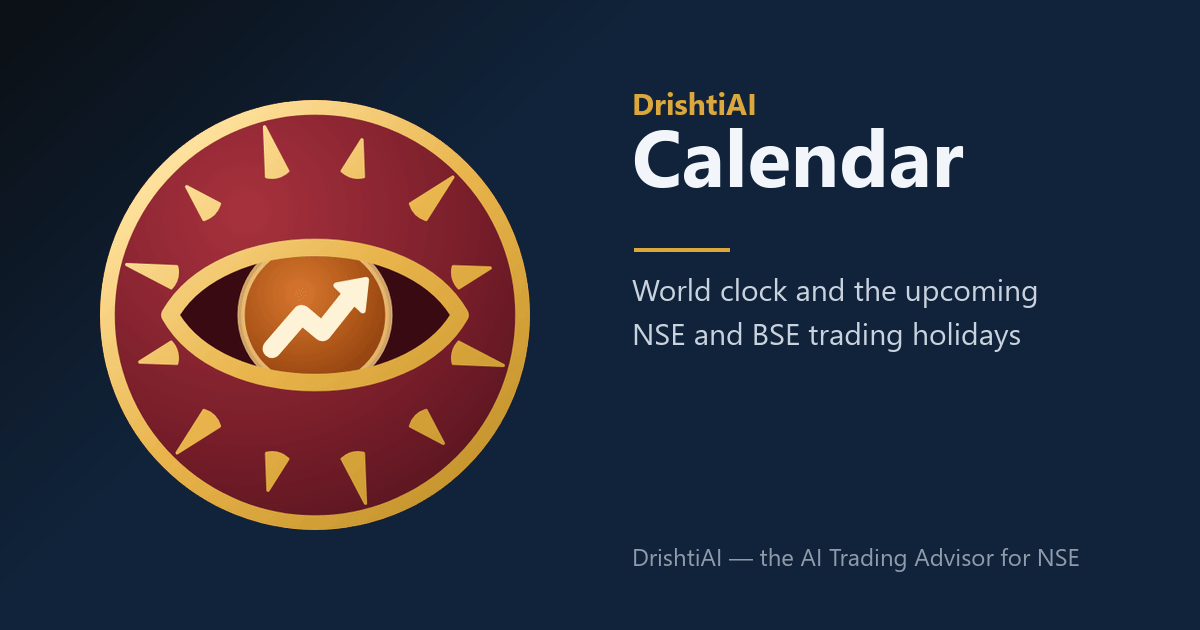 DrishtiAI
Calendar
World clock and the upcoming
NSE and BSE trading holidays
DrishtiAI — the AI Trading Advisor for NSE